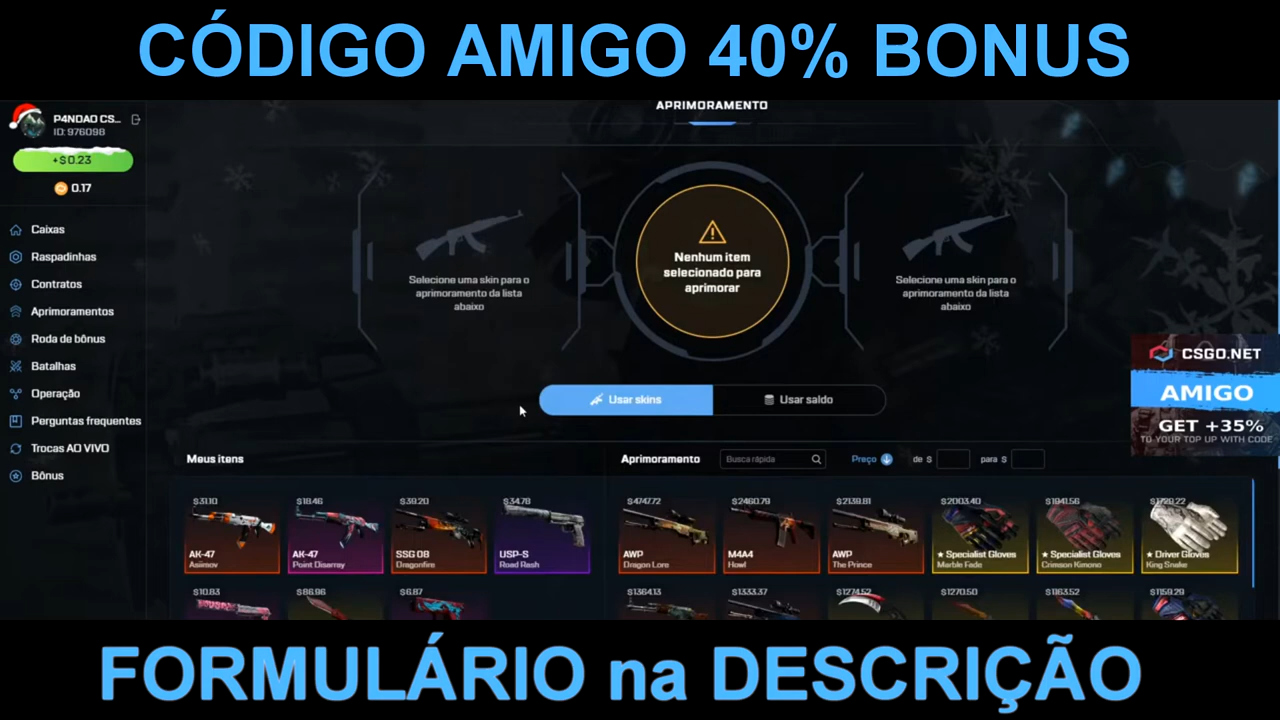 CÓDIGO AMIGO 40% BONUS
APRIMORAMENTO
P4NDAO CS...
ID: 976098
+$ 0.23
0.17
Caixas
Raspadinhas
Contratos
Aprimoramentos
Roda de bônus
Batalhas
Operação
Perguntas frequentes
Trocas AO VIVO
Bônus
Selecione uma skin para o
aprimoramento da lista
abaixo
Nenhum item
selecionado para
aprimorar
Selecione uma skin para o
aprimoramento da lista
abaixo
Usar skins
Usar saldo
CSGO.NET
AMIGO
GET +35%
TO YOUR TOP UP WITH CODE
Meus itens
Aprimoramento
Busca rápida
Preço
de $
para $
$31.10
AK-47
Asiimov
$18.46
AK-47
Point Disarray
$39.20
SSG 08
Dragonfire
$34.78
USP-S
Road Rash
$4747.72
AWP
Dragon Lore
$2460.79
M4A4
Howl
$2139.81
AWP
The Prince
$2003.40
★ Specialist Gloves
Marble Fade
$1941.56
★ Specialist Gloves
Crimson Kimono
$1729.22
★ Driver Gloves
King Snake
$10.83
$86.96
$6.87
$1364.13
$1333.37
$1274.52
$1270.50
$1163.52
$1159.29
FORMULÁRIO na DESCRIÇÃO